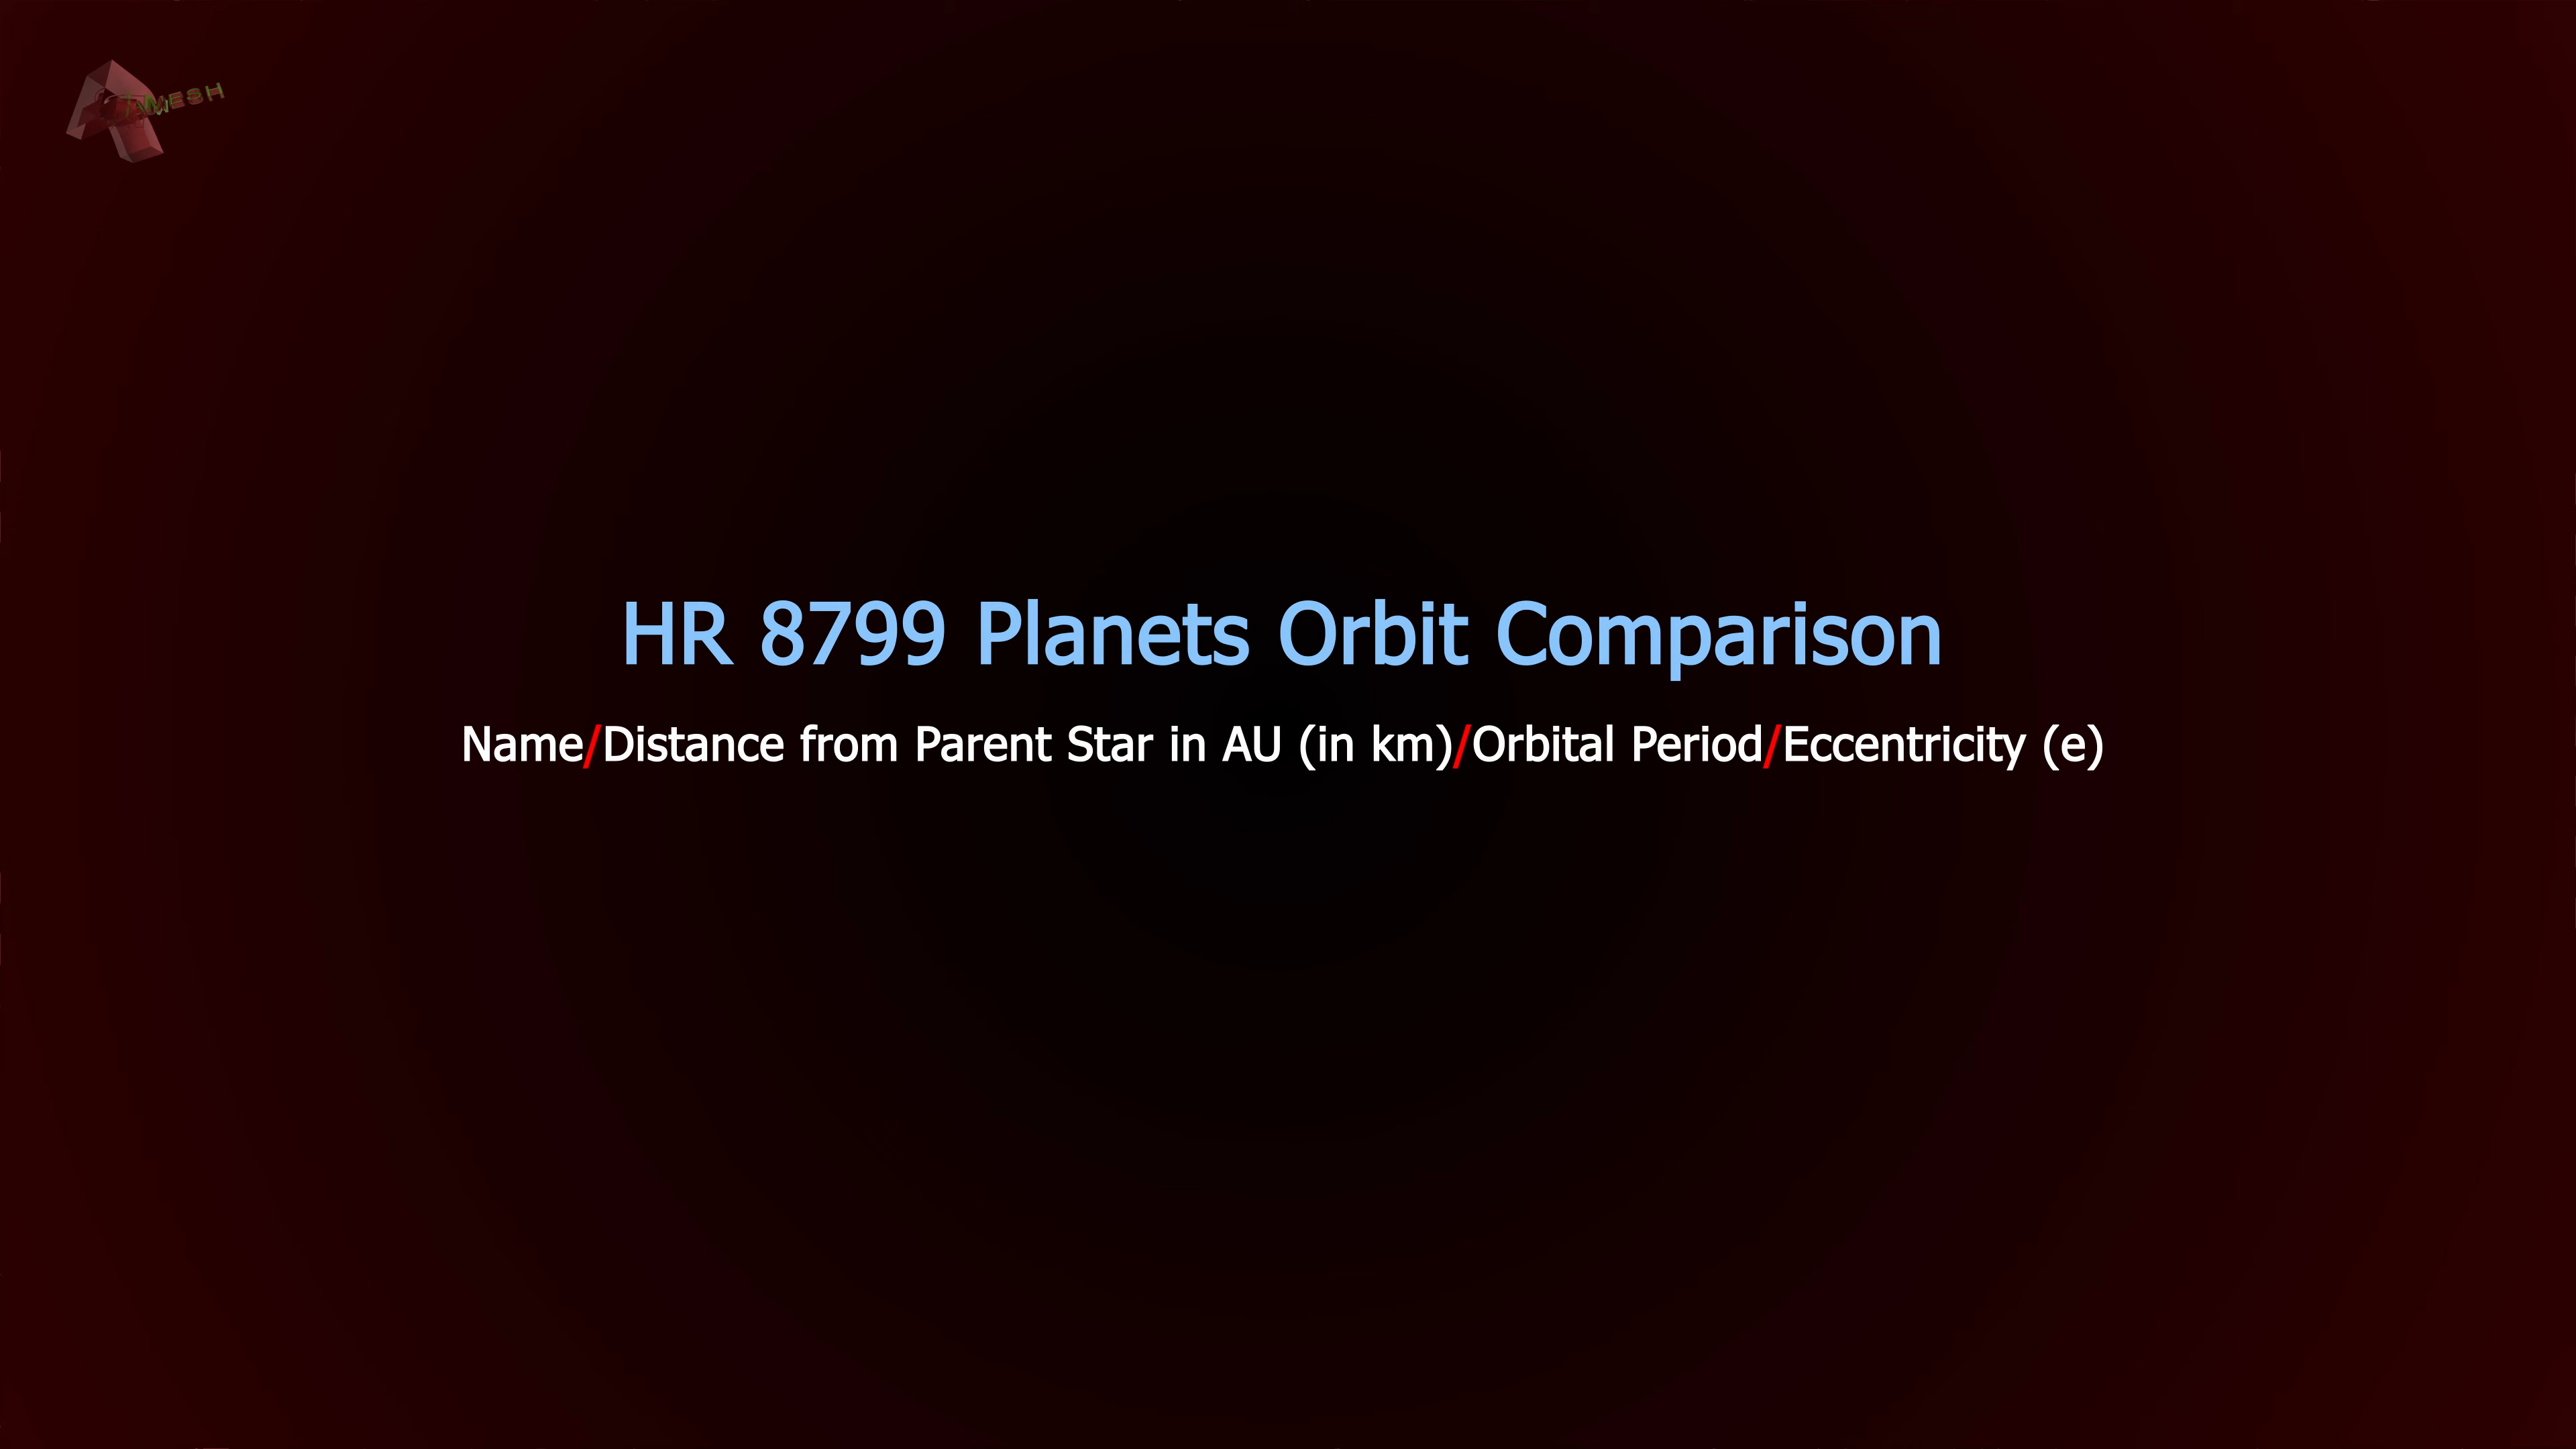 HR 8799 Planets Orbit Comparison
Name/Distance from Parent Star in AU (in km)/Orbital Period/Eccentricity (e)